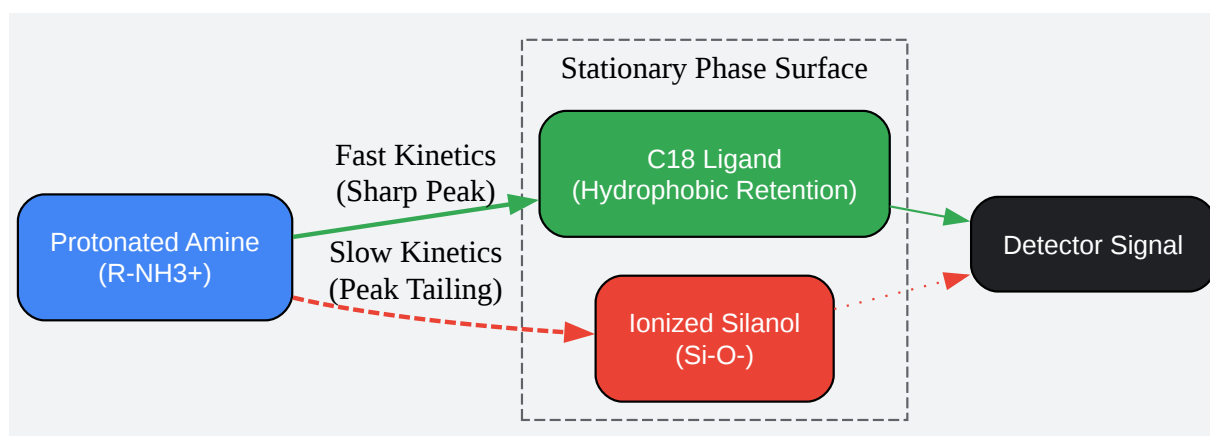 Stationary Phase Surface
Fast Kinetics
(Sharp Peak)
C18 Ligand
(Hydrophobic Retention)
Protonated Amine
(R-NH3+)
Slow Kinetics
(Peak Tailing)
Detector Signal
Ionized Silanol
(Si-O-)